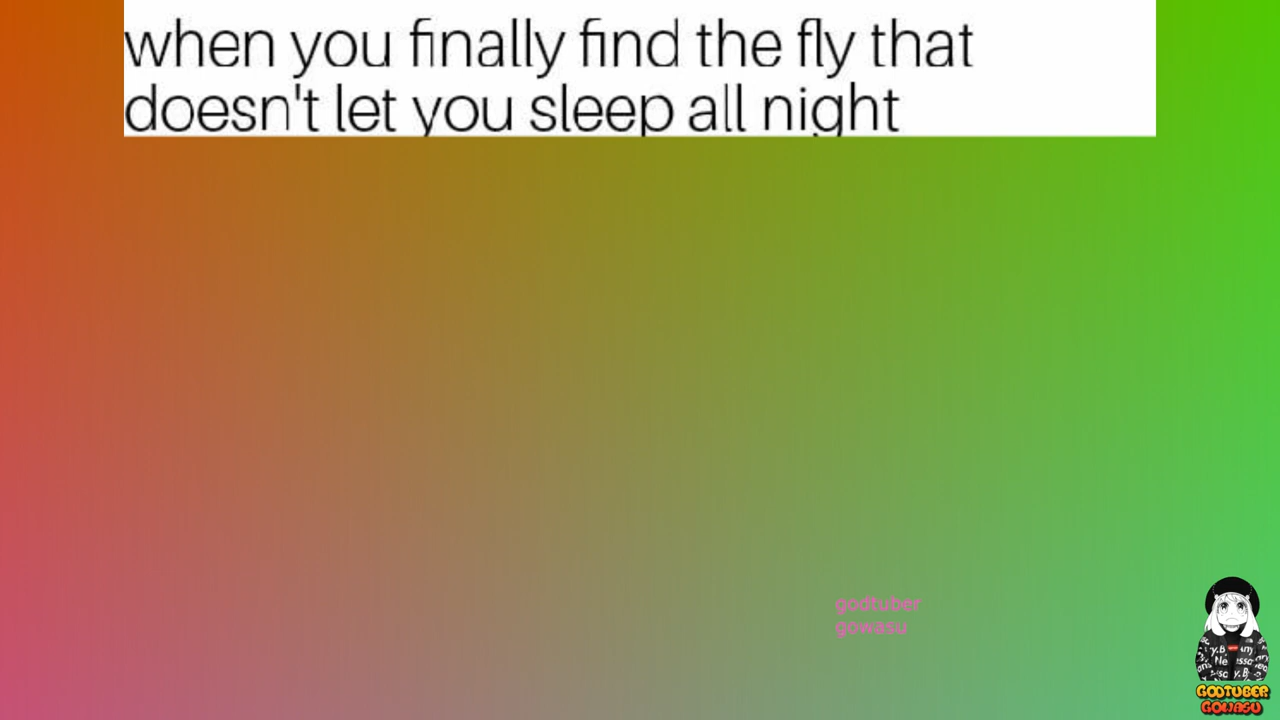 when you finally find the fly that
doesn't let you sleep all night
godtuber
gowasu
GODTUBER
GOWASU